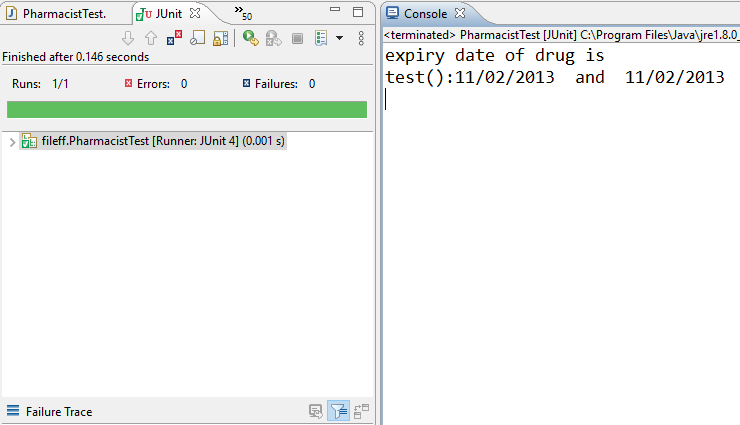 PharmacistTest.
JUnit
50
Finished after 0.146 seconds
Runs: 1/1 Errors: 0 Failures: 0
fileff.PharmacistTest [Runner: JUnit 4] (0.001 s)
Failure Trace
Console
<terminated> PharmacistTest [JUnit] C:\Program Files\Java\jre1.8.0_
expiry date of drug is
test():11/02/2013 and 11/02/2013